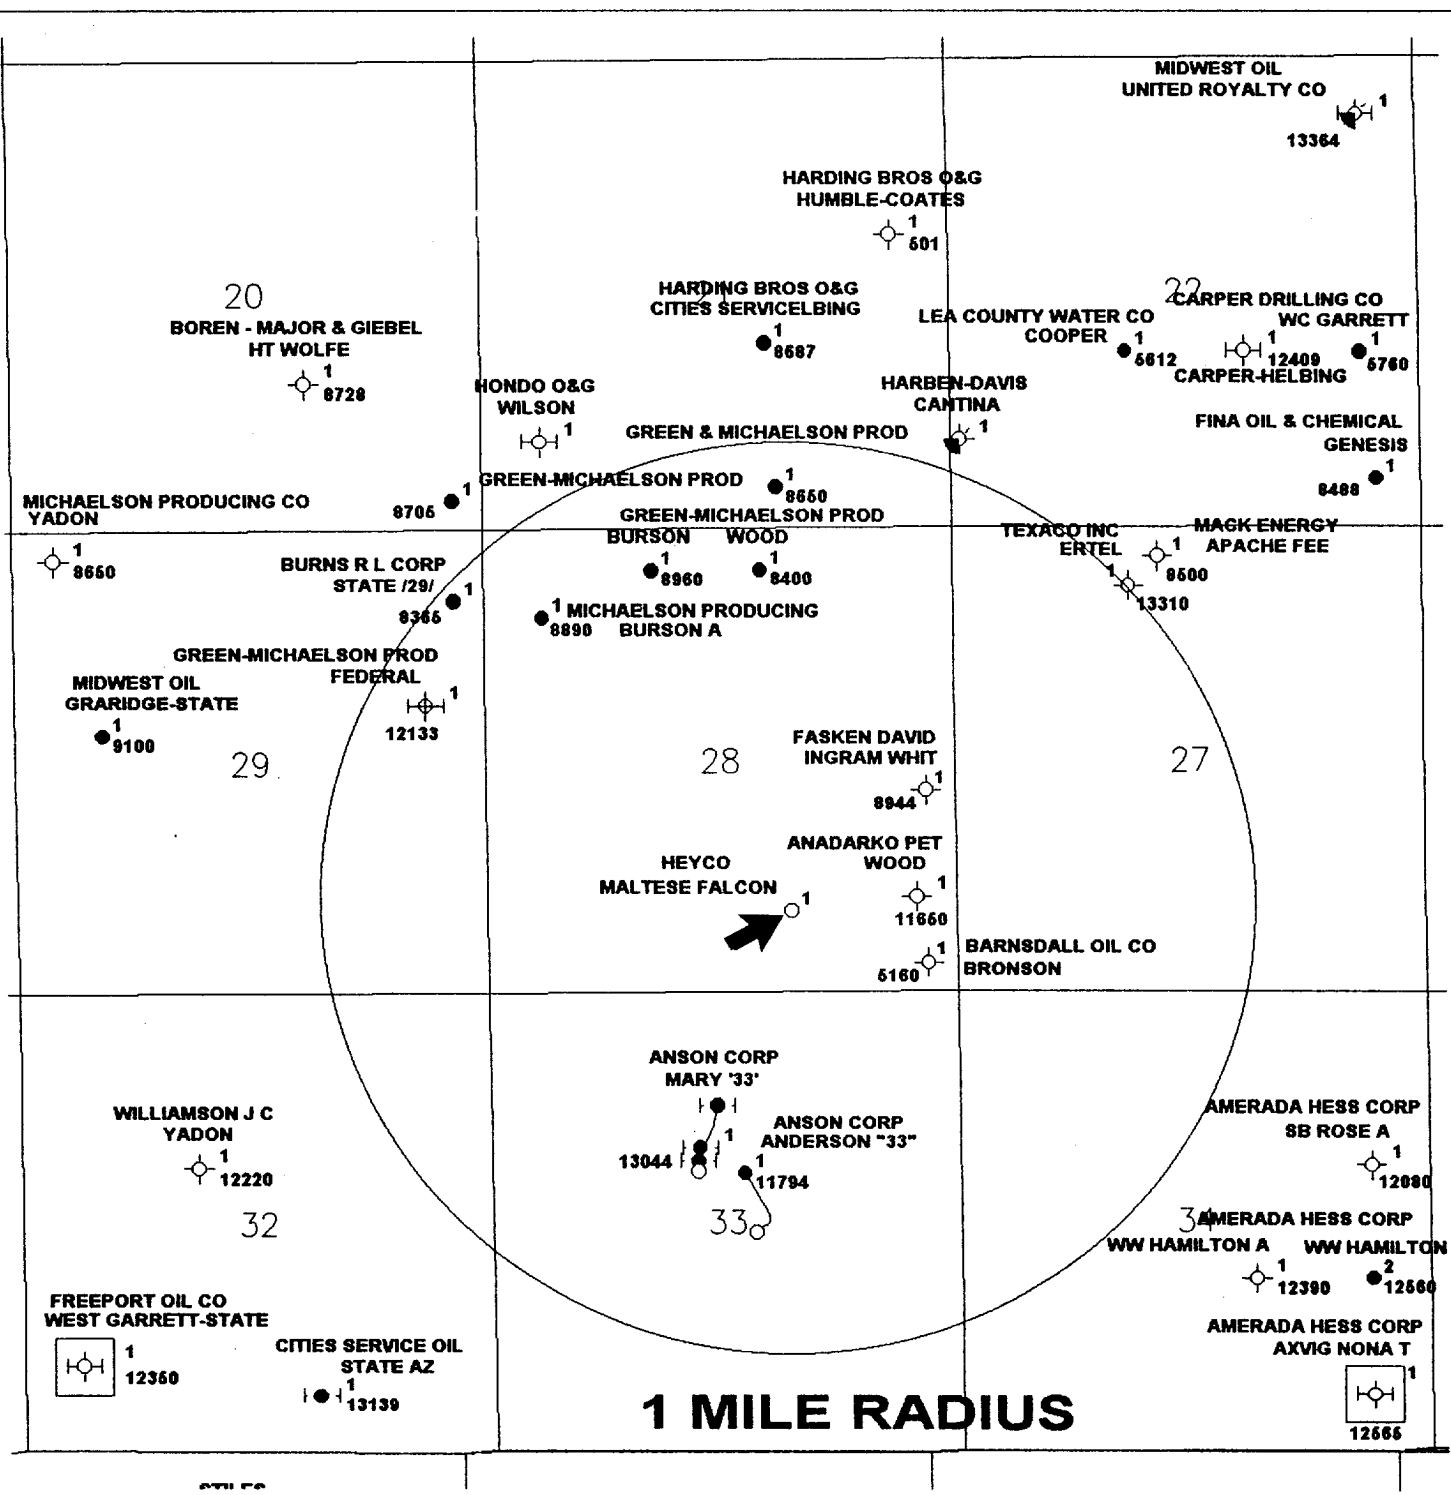 MIDWEST OIL
UNITED ROYALTY CO
1
13364
HARDING BROS O&G
HUMBLE-COATES
1
501
20
BOREN - MAJOR & GIEBEL
HT WOLFE
1
8728
HARDING BROS O&G
CITIES SERVICELBING
1
8687
22
LEA COUNTY WATER CO
COOPER
1
5612
CARPER DRILLING CO
WC GARRETT
1
12409
1
5760
CARPER-HELBING
HONDO O&G
WILSON
1
HARBEN-DAVIS
CANTINA
1
FINA OIL & CHEMICAL
GENESIS
1
8488
GREEN & MICHAELSON PROD
GREEN-MICHAELSON PROD
1
8705
1
8650
MICHAELSON PRODUCING CO
YADON
1
8650
GREEN-MICHAELSON PROD
BURSON WOOD
1
8960
1
8400
TEXACO INC
ERTEL
1
13310
MACK ENERGY
APACHE FEE
1
8500
BURNS R L CORP
STATE /29/
1
8365
1
8890
MICHAELSON PRODUCING
BURSON A
GREEN-MICHAELSON PROD
FEDERAL
1
12133
MIDWEST OIL
GRARIDGE-STATE
1
9100
29
28
27
FASKEN DAVID
INGRAM WHIT
1
8944
ANADARKO PET
WOOD
1
11650
HEYCO
MALTESE FALCON
1
BARNSDALL OIL CO
BRONSON
1
5160
ANSON CORP
MARY '33'
1
13044
ANSON CORP
ANDERSON "33"
1
11794
WILLIAMSON J C
YADON
1
12220
AMERADA HESS CORP
SB ROSE A
1
12080
32
33
34
AMERADA HESS CORP
WW HAMILTON A WW HAMILTON
1
12390
2
12560
FREEPORT OIL CO
WEST GARRETT-STATE
1
12350
CITIES SERVICE OIL
STATE AZ
1
13139
AMERADA HESS CORP
AXVIG NONA T
1
12565
1 MILE RADIUS
STILES